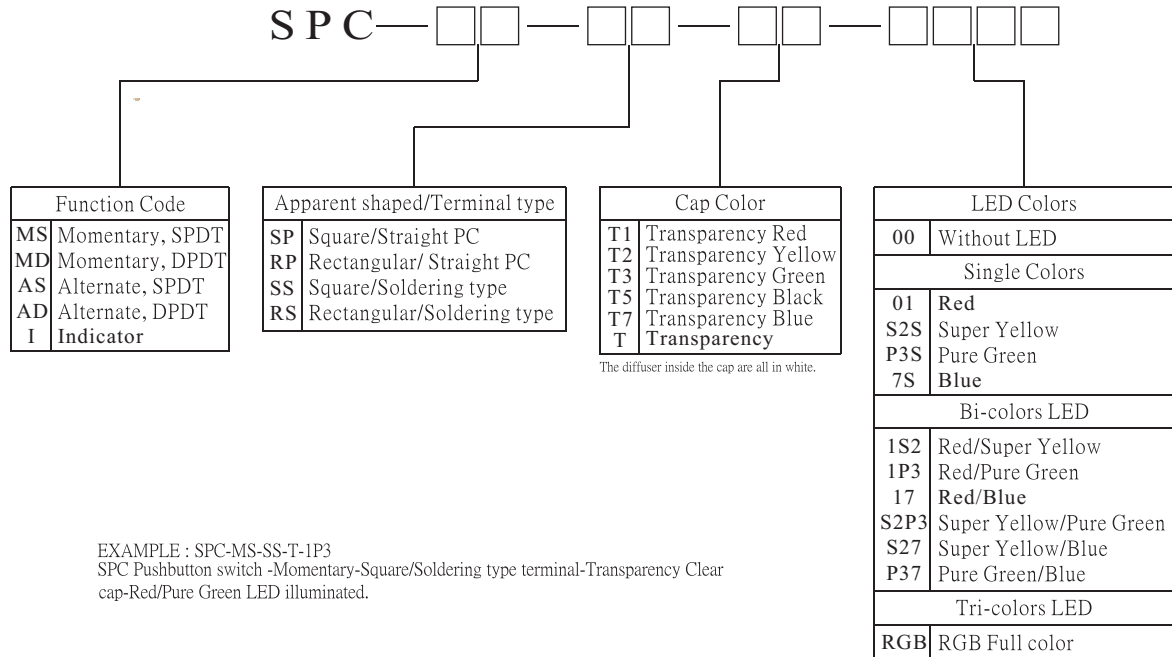 SPC
Function Code
MS Momentary, SPDT
MD Momentary, DPDT
AS Alternate, SPDT
AD Alternate, DPDT
I Indicator
Apparent shaped/Terminal type
SP Square/Straight PC
RP Rectangular/ Straight PC
SS Square/Soldering type
RS Rectangular/Soldering type
Cap Color
T1 Transparency Red
T2 Transparency Yellow
T3 Transparency Green
T5 Transparency Black
T7 Transparency Blue
T Transparency
The diffuser inside the cap are all in white.
LED Colors
00 Without LED
Single Colors
01 Red
S2S Super Yellow
P3S Pure Green
7S Blue
Bi-colors LED
1S2 Red/Super Yellow
1P3 Red/Pure Green
17 Red/Blue
S2P3 Super Yellow/Pure Green
S27 Super Yellow/Blue
P37 Pure Green/Blue
Tri-colors LED
RGB RGB Full color
EXAMPLE : SPC-MS-SS-T-1P3
SPC Pushbutton switch -Momentary-Square/Soldering type terminal-Transparency Clear
cap-Red/Pure Green LED illuminated.